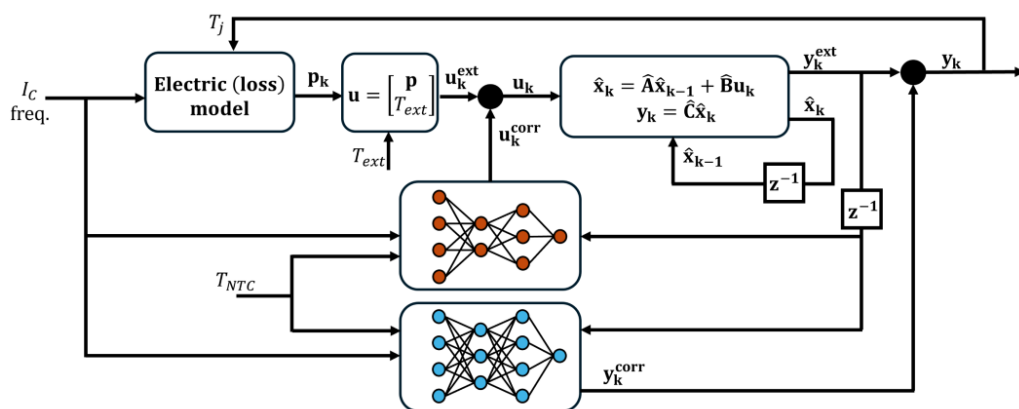 T_j
I_C
freq.
Electric (loss)
model
p_k
u = [p
T_ext]
u_k^ext
u_k
x̂_k = Âx̂_{k−1} + B̂u_k
y_k = Ĉx̂_k
y_k^ext
y_k
x̂_k
u_k^corr
T_ext
x̂_{k−1}
z^{−1}
z^{−1}
T_NTC
y_k^corr